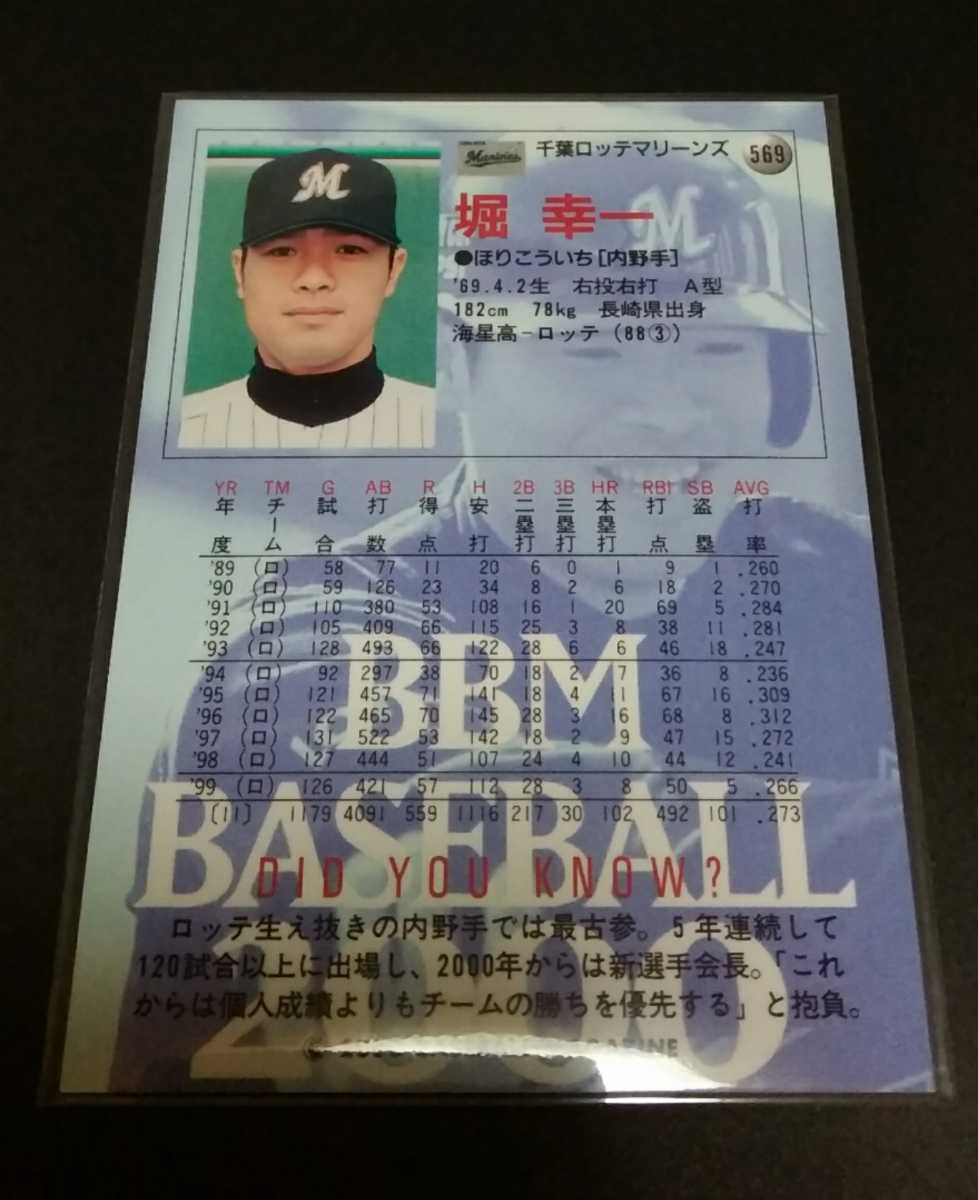 Marines
千葉ロッテマリーンズ
569
堀 幸一
●ほりこういち[内野手]
'69.4.2生 右投右打 A型
182cm 78kg 長崎県出身
海星高-ロッテ(88③)
M
M
YR TM G AB R H 2B 3B HR RBI SB AVG
年度 チーム 試合 打数 得点 安打 二塁打 三塁打 本塁打 打点 盗塁 打率
'89 (ロ) 58 77 11 20 6 0 1 9 1 .260
'90 (ロ) 59 126 23 34 8 2 6 18 2 .270
'91 (ロ) 110 380 53 108 16 1 20 69 5 .284
'92 (ロ) 105 409 66 115 25 3 8 38 11 .281
'93 (ロ) 128 493 66 122 28 6 6 46 18 .247
'94 (ロ) 92 297 38 70 18 2 7 36 8 .236
'95 (ロ) 121 457 71 141 18 4 11 67 16 .309
'96 (ロ) 122 465 70 145 28 3 16 68 8 .312
'97 (ロ) 131 522 53 142 18 2 9 47 15 .272
'98 (ロ) 127 444 51 107 24 4 10 44 12 .241
'99 (ロ) 126 421 57 112 28 3 8 50 5 .266
[11] 1179 4091 559 1116 217 30 102 492 101 .273
BBM
BASEBALL
2000
DID YOU KNOW?
ロッテ生え抜きの内野手では最古参。5年連続して
120試合以上に出場し、2000年からは新選手会長。「これ
からは個人成績よりもチームの勝ちを優先する」と抱負。